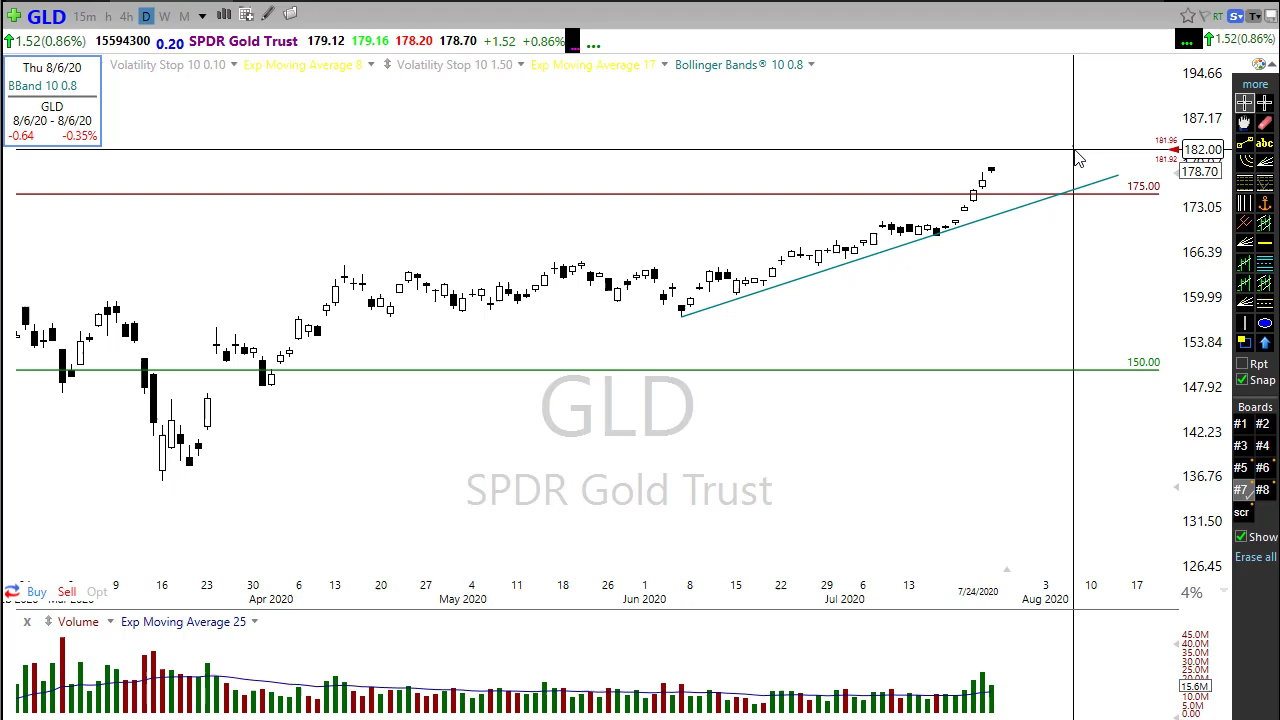 GLD 15m h 4h D W M RT S T
1.52(0.86%) 15594300 0.20 SPDR Gold Trust 179.12 179.16 178.20 178.70 +1.52 +0.86% ... ... 1.52(0.86%)
Thu 8/6/20
BBand 10 0.8
GLD
8/6/20 - 8/6/20
-0.64 -0.35%
Volatility Stop 10 0.10 Exp Moving Average 8 Volatility Stop 10 1.50 Exp Moving Average 17 Bollinger Bands® 10 0.8
194.66
187.17
181.96
182.00
181.92
178.70
175.00
173.05
166.39
159.99
153.84
150.00
147.92
142.23
136.76
131.50
126.45
GLD
SPDR Gold Trust
more
abc
Rpt
Snap
Boards
#1 #2
#3 #4
#5 #6
#7 #8
scr
Show
Erase all
9 16 23 30 6 13 20 27 4 11 18 26 1 8 15 22 29 6 13 3 10 17
Buy Sell Opt
Apr 2020 May 2020 Jun 2020 Jul 2020 7/24/2020 Aug 2020
4%
x Volume Exp Moving Average 25
45.0M
40.0M
35.0M
30.0M
25.0M
15.6M
10.0M
5.0M
0.00